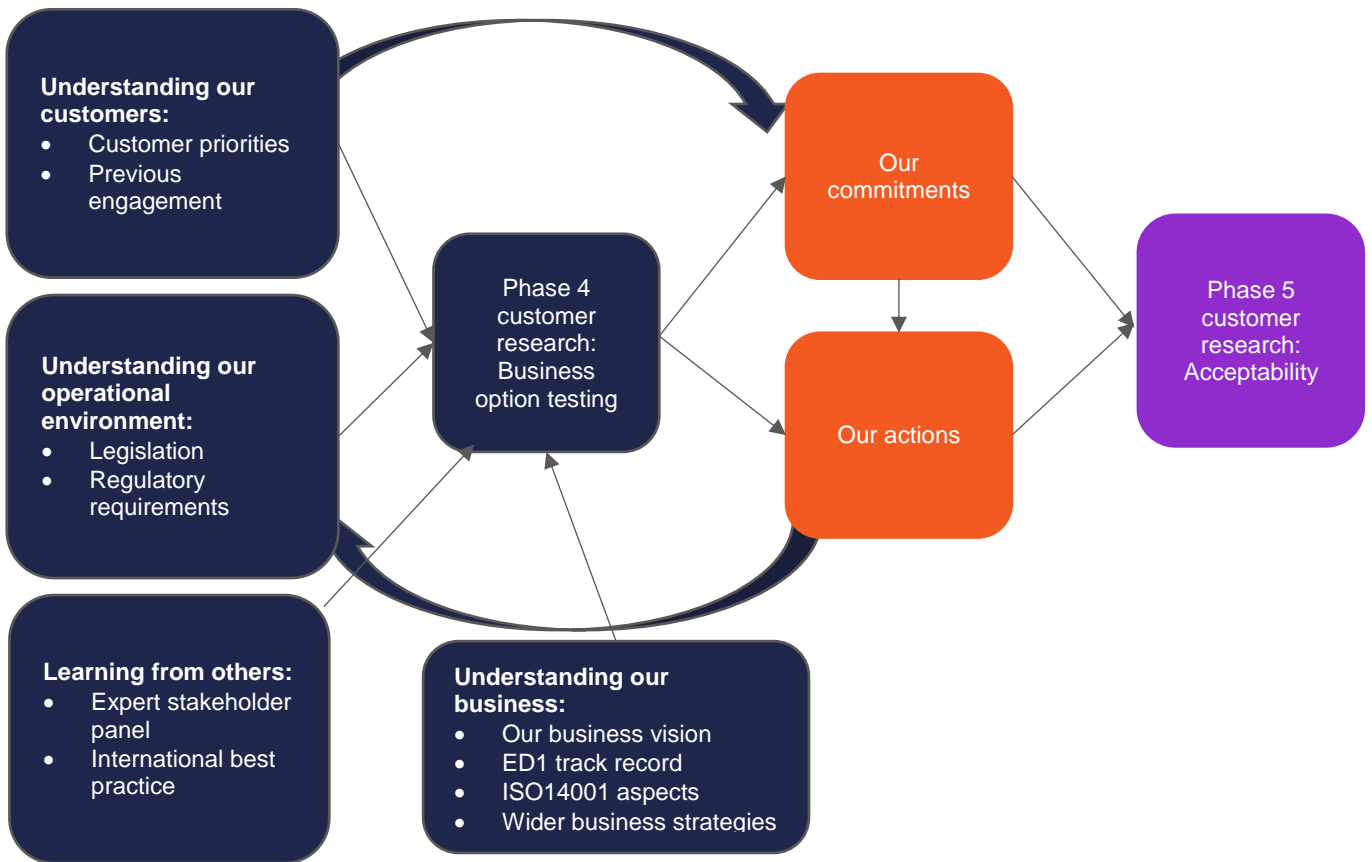 Understanding our
customers:
• Customer priorities
• Previous
engagement
Understanding our
operational
environment:
• Legislation
• Regulatory
requirements
Learning from others:
• Expert stakeholder
panel
• International best
practice
Phase 4
customer
research:
Business
option testing
Understanding our
business:
• Our business vision
• ED1 track record
• ISO14001 aspects
• Wider business strategies
Our
commitments
Our actions
Phase 5
customer
research:
Acceptability